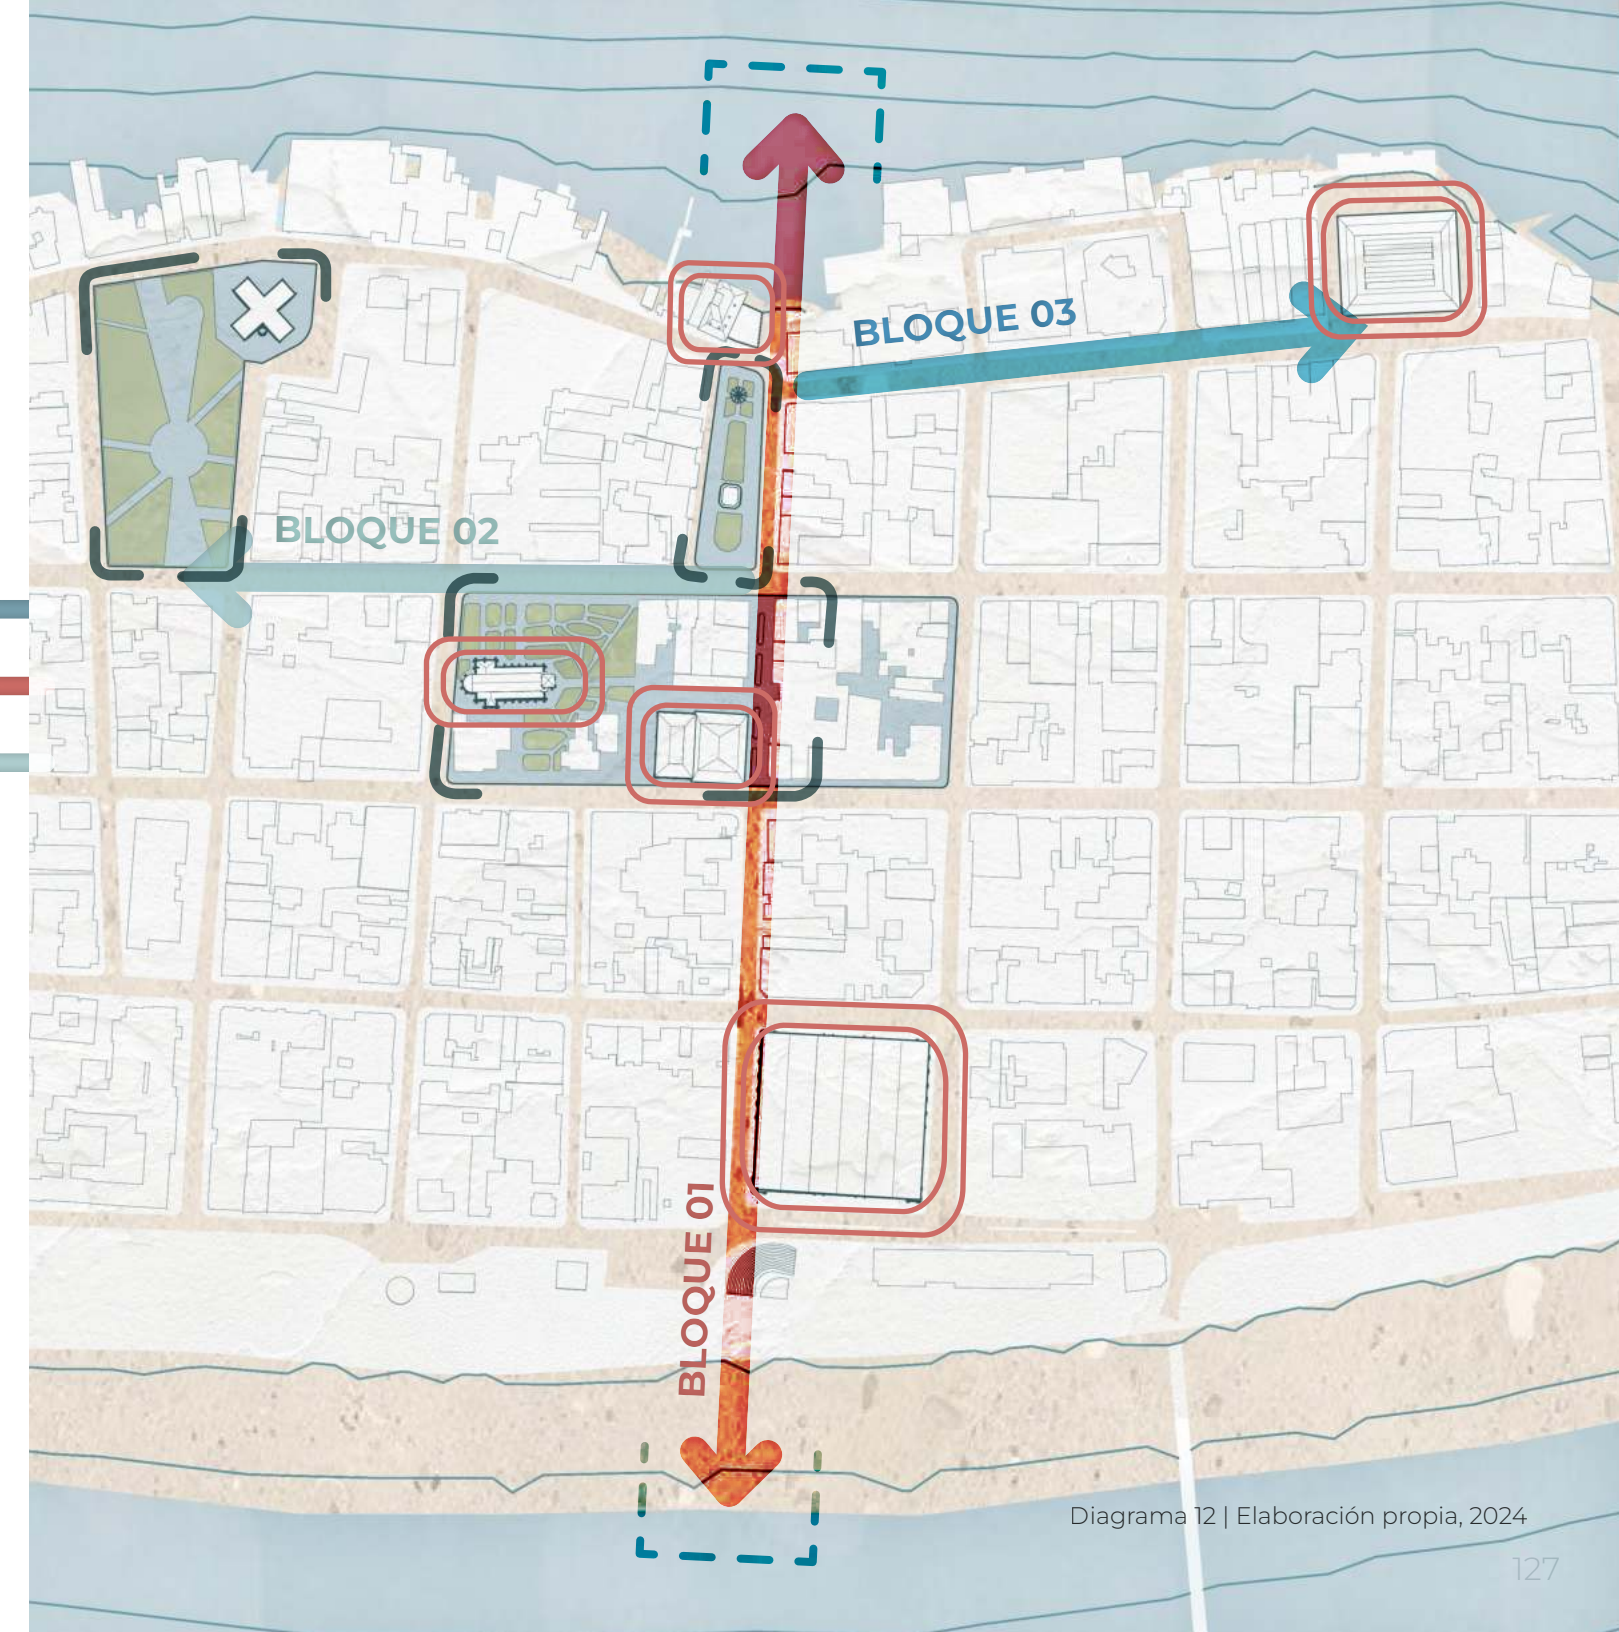 BLOQUE 03
BLOQUE 02
BLOQUE 01
Diagrama 12 | Elaboración propia, 2024
127